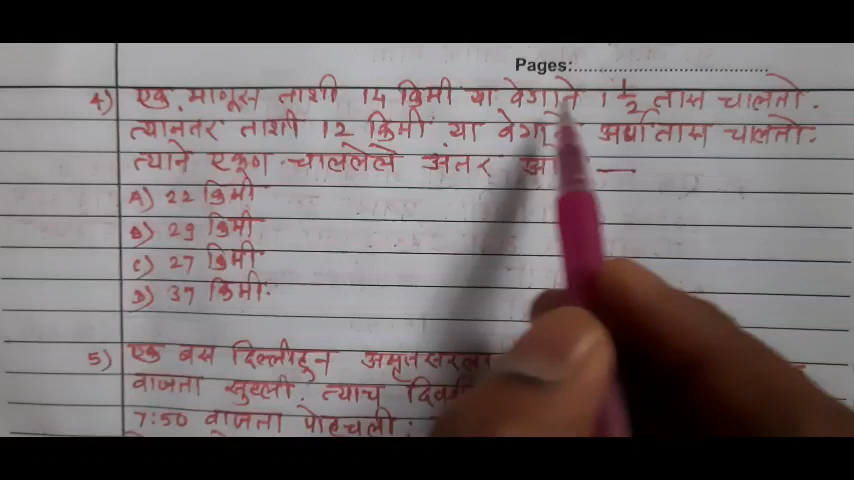 Pages:
4) एक माणूस ताशी 14 किमी या वेगाने 1 1/2 तास चालतो.
त्यानंतर ताशी 12 किमी या वेगाने अर्धा तास चालतो.
त्याने एकूण चाललेले अंतर
A) 22 किमी
B) 29 किमी
C) 27 किमी
D) 37 किमी.
5) एक बस दिल्लीहून अमृतसरला
वाजता सुटली. त्याच
7:50 वाजता पोहचली.